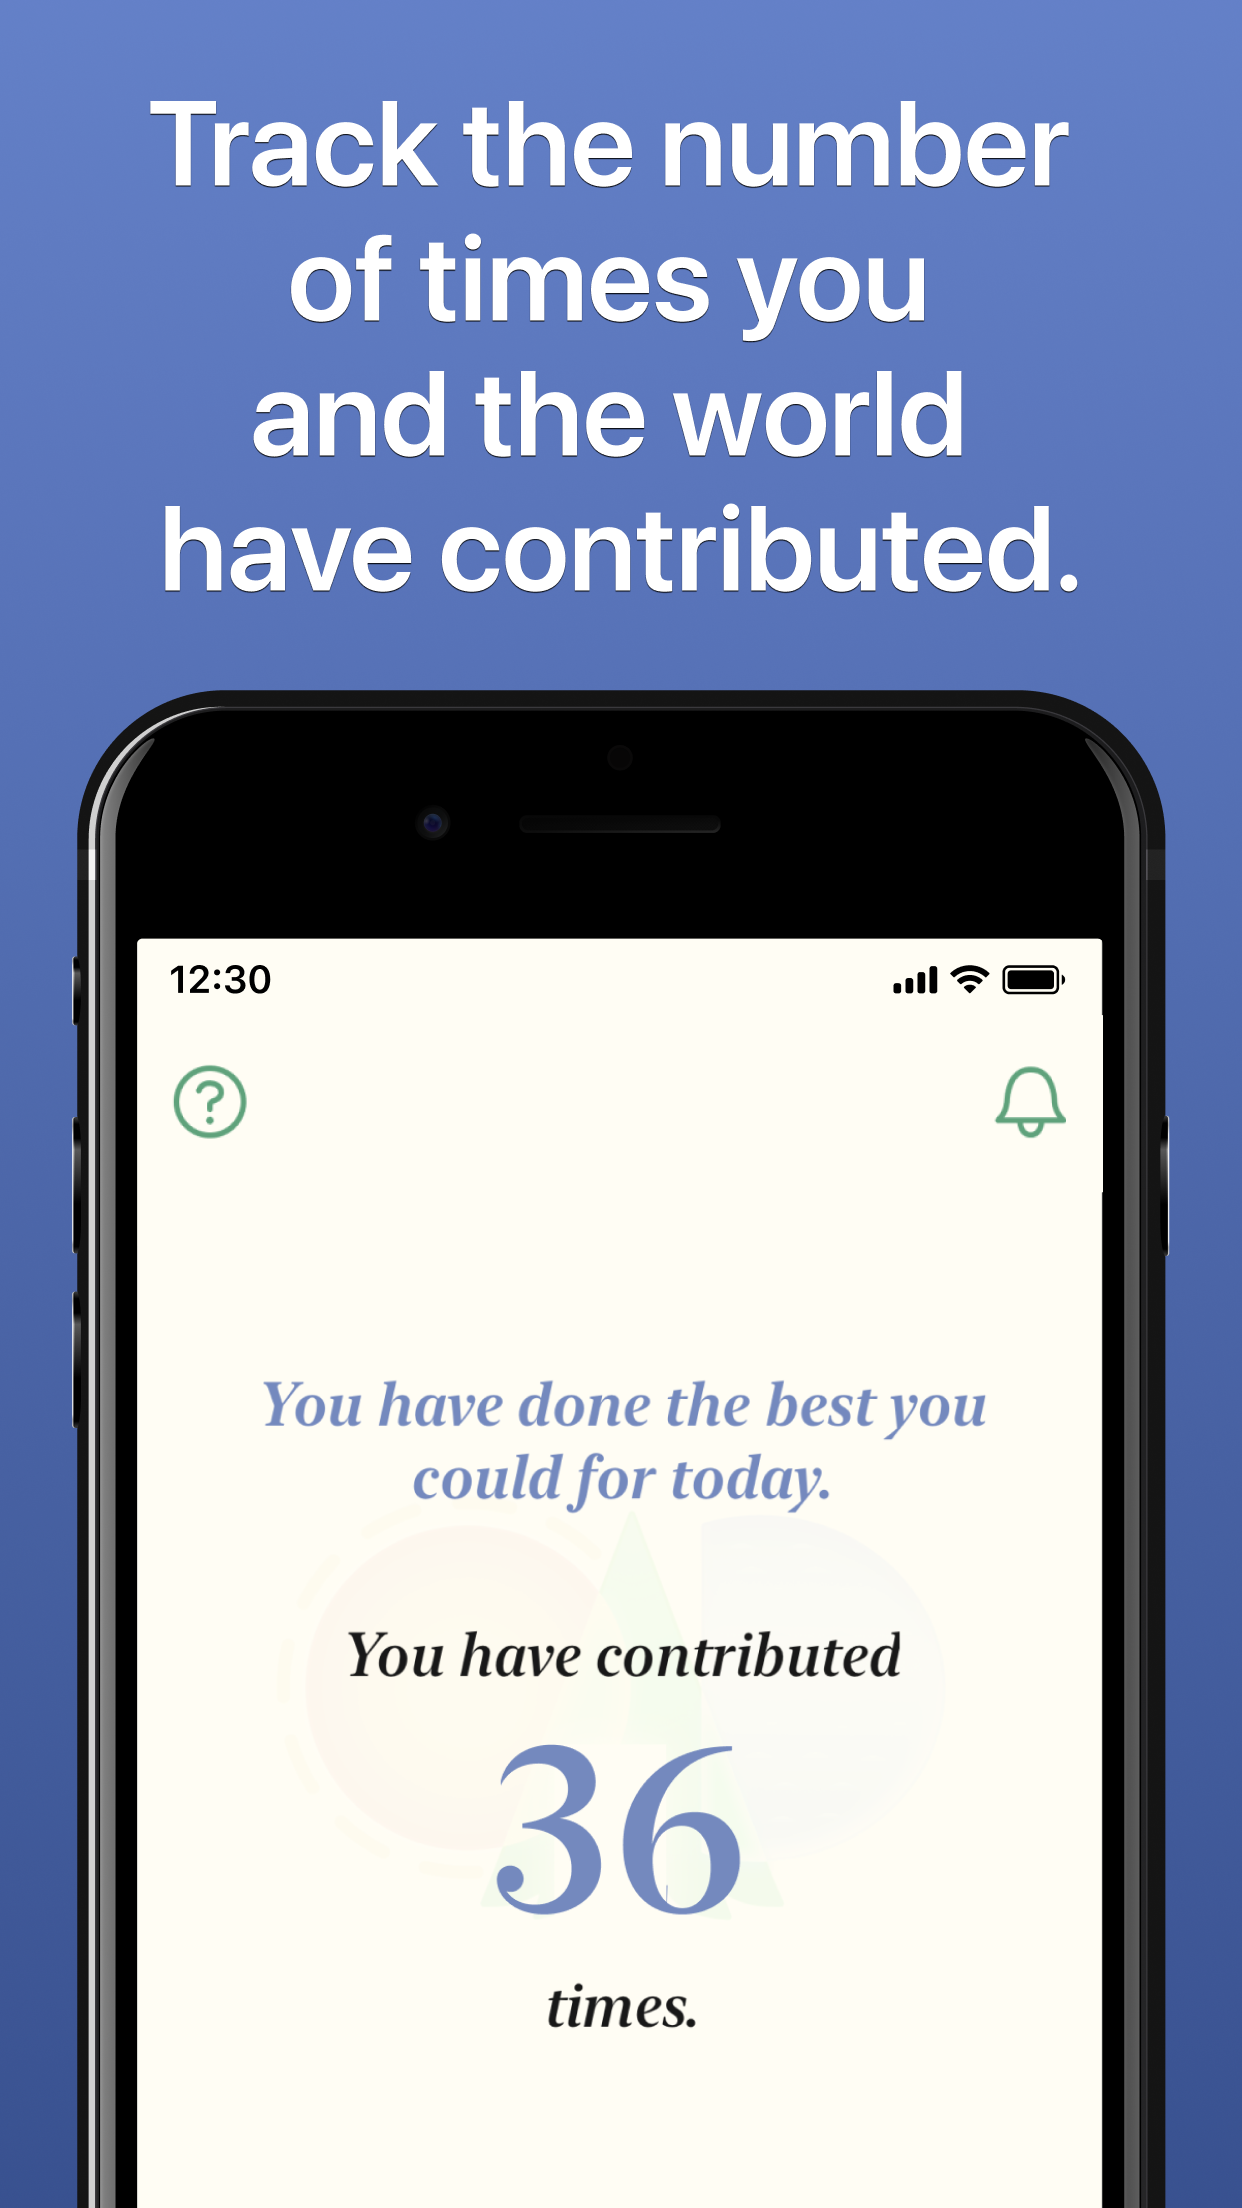 Track the number
of times you
and the world
have contributed.
12:30
You have done the best you
could for today.
You have contributed
36
times.